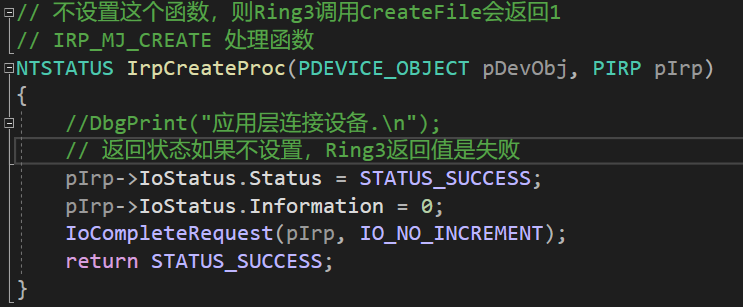 // 不设置这个函数，则Ring3调用CreateFile会返回1
// IRP_MJ_CREATE 处理函数
NTSTATUS IrpCreateProc(PDEVICE_OBJECT pDevObj, PIRP pIrp)
{
//DbgPrint("应用层连接设备.\n");
// 返回状态如果不设置，Ring3返回值是失败
pIrp->IoStatus.Status = STATUS_SUCCESS;
pIrp->IoStatus.Information = 0;
IoCompleteRequest(pIrp, IO_NO_INCREMENT);
return STATUS_SUCCESS;
}